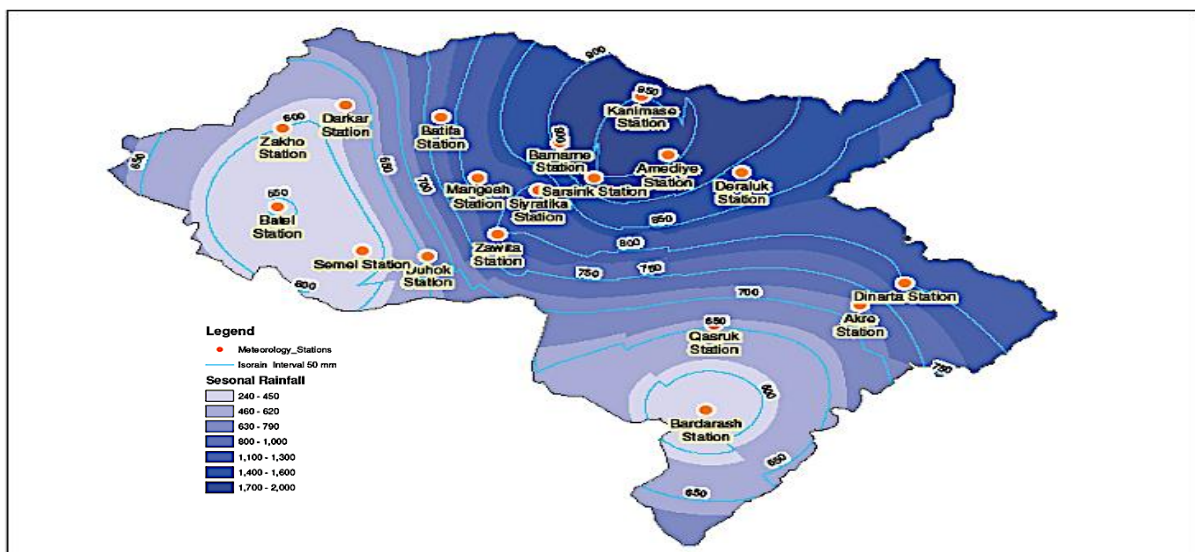 900
950
Kanimase
Station
Darkar
Station
600
Zakho
Station
Batifa
Station
900
Bamarne
Station
Amediye
Station
650
650
700
Mangesh
Station
Sarsink Station
Siyratika
Station
Deraluk
Station
550
Batel
Station
850
Zawita
Station
800
Semel Station
Duhok
Station
750
750
600
700
Dinarta Station
Akre
Station
650
Qasruk
Station
750
600
Bardarash
Station
650
650
Legend
Meteorology_Stations
Isorain Interval 50 mm
Sesonal Rainfall
240 - 450
460 - 620
630 - 790
800 - 1,000
1,100 - 1,300
1,400 - 1,600
1,700 - 2,000